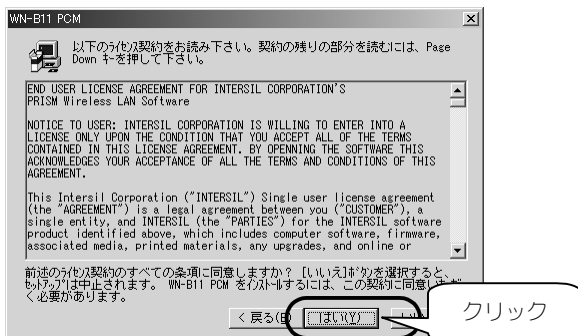 WN-B11 PCM
以下のﾗｲｾﾝｽ契約をお読み下さい。契約の残りの部分を読むには、Page
Down ｷｰを押して下さい。
END USER LICENSE AGREEMENT FOR INTERSIL CORPORATION'S
PRISM Wireless LAN Software
NOTICE TO USER: INTERSIL CORPORATION IS WILLING TO ENTER INTO A
LICENSE ONLY UPON THE CONDITION THAT YOU ACCEPT ALL OF THE TERMS
CONTAINED IN THIS LICENSE AGREEMENT. BY OPENNING THE SOFTWARE THIS
ACKNOWLEDGES YOUR ACCEPTANCE OF ALL THE TERMS AND CONDITIONS OF THIS
AGREEMENT.
This Intersil Corporation ("INTERSIL") Single user license agreement
(the "AGREEMENT") is a legal agreement between you ("CUSTOMER"), a
single entity, and INTERSIL (the "PARTIES") for the INTERSIL software
product identified above, which includes computer software, firmware,
associated media, printed materials, any upgrades, and online or
前述のﾗｲｾﾝｽ契約のすべての条項に同意しますか？ [いいえ]ﾎﾞﾀﾝを選択すると、
ｾｯﾄｱｯﾌﾟは中止されます。 WN-B11 PCM をｲﾝｽﾄｰﾙするには、この契約に同意
く必要があります。
< 戻る(B はい(Y)
クリック